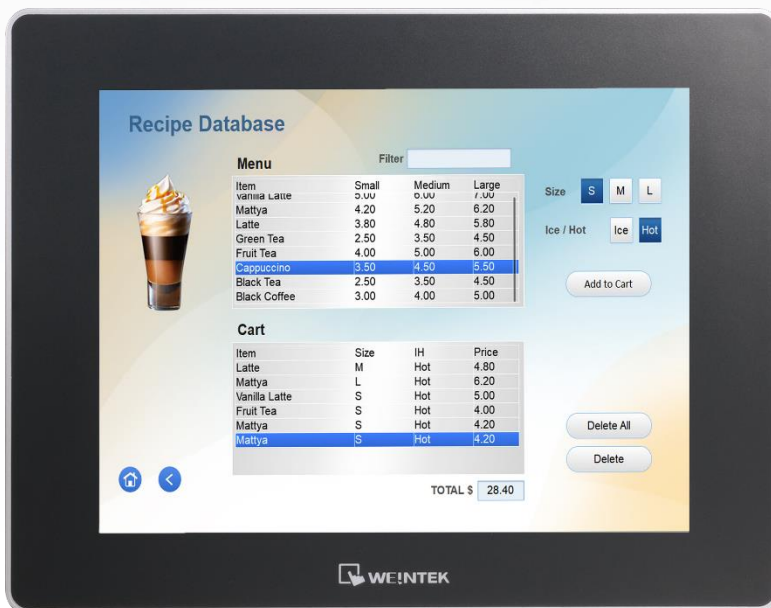 Recipe Database
Menu Filter
Item Small Medium Large
Vanilla Latte 5.00 6.00 7.00
Mattya 4.20 5.20 6.20
Latte 3.80 4.80 5.80
Green Tea 2.50 3.50 4.50
Fruit Tea 4.00 5.00 6.00
Cappuccino 3.50 4.50 5.50
Black Tea 2.50 3.50 4.50
Black Coffee 3.00 4.00 5.00
Size S M L
Ice / Hot Ice Hot
Add to Cart
Cart
Item Size IH Price
Latte M Hot 4.80
Mattya L Hot 6.20
Vanilla Latte S Hot 5.00
Fruit Tea S Hot 4.00
Mattya S Hot 4.20
Mattya S Hot 4.20
Delete All
Delete
TOTAL $ 28.40
WEINTEK